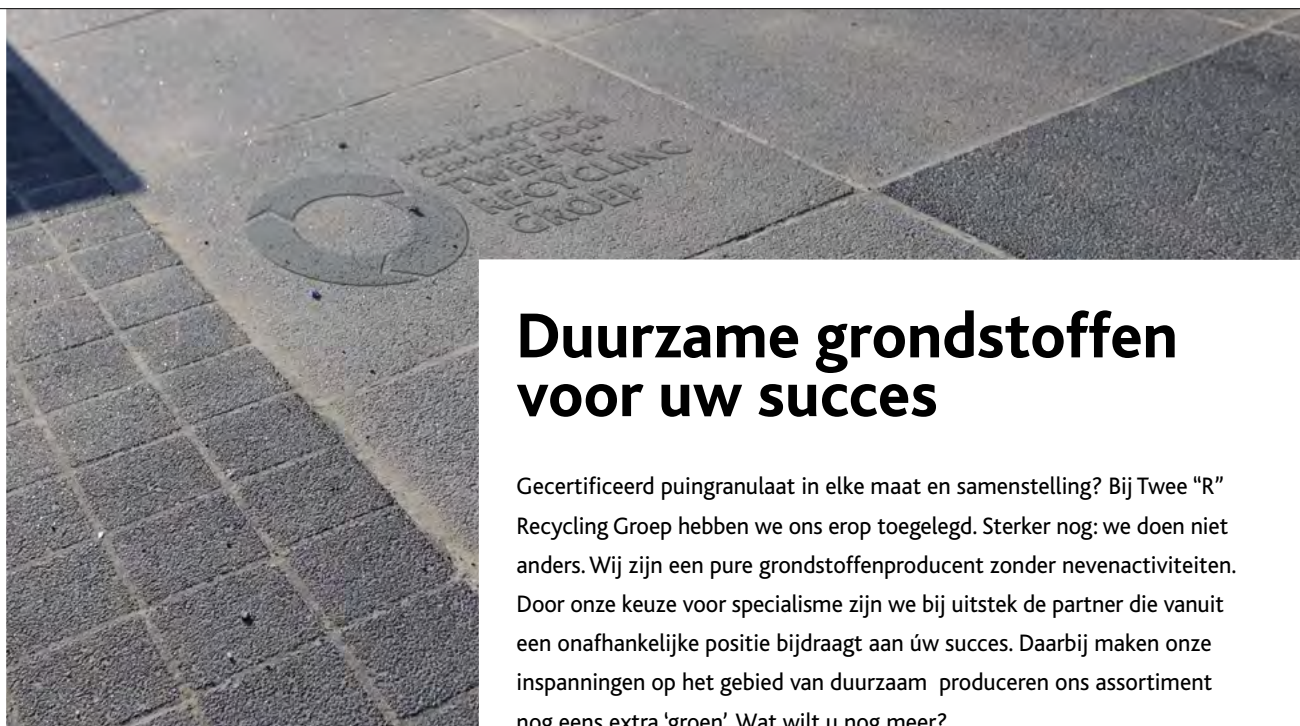 MEDE MOGELIJK
GEMAAKT DOOR
TWEE "R"
RECYCLING
GROEP
Duurzame grondstoffen
voor uw succes
Gecertificeerd puingranulaat in elke maat en samenstelling? Bij Twee “R”
Recycling Groep hebben we ons erop toegelegd. Sterker nog: we doen niet
anders. Wij zijn een pure grondstoffenproducent zonder nevenactiviteiten.
Door onze keuze voor specialisme zijn we bij uitstek de partner die vanuit
een onafhankelijke positie bijdraagt aan úw succes. Daarbij maken onze
inspanningen op het gebied van duurzaam  produceren ons assortiment
nog eens extra ‘groen’. Wat wilt u nog meer?